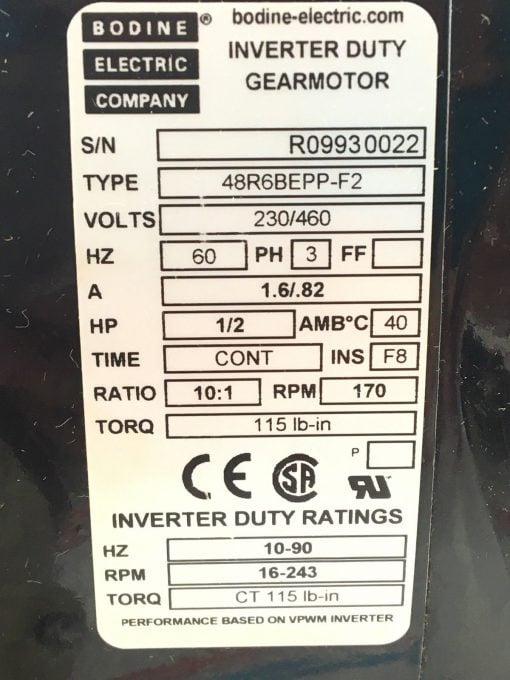 BODINE ® bodine-electric.com
ELECTRIC INVERTER DUTY
COMPANY GEARMOTOR
S/N R09930022
TYPE 48R6BEPP-F2
VOLTS 230/460
HZ 60 PH 3 FF
A 1.6/.82
HP 1/2 AMB°C 40
TIME CONT INS F8
RATIO 10:1 RPM 170
TORQ 115 lb-in
P
CE SA RU
INVERTER DUTY RATINGS
HZ 10-90
RPM 16-243
TORQ CT 115 lb-in
PERFORMANCE BASED ON VPWM INVERTER